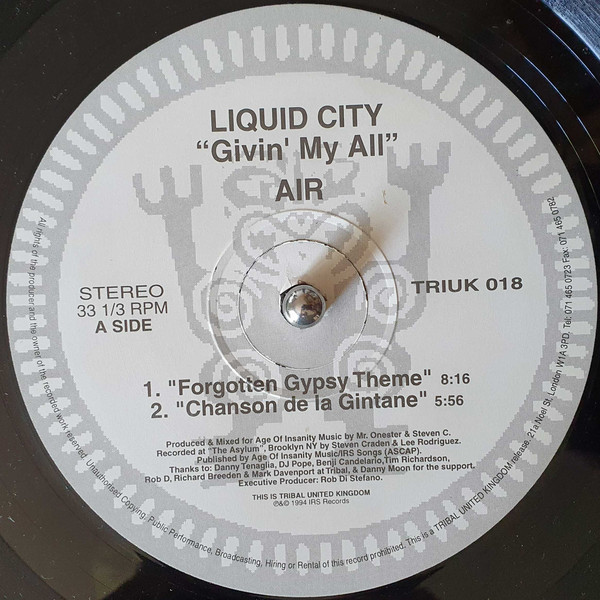 LIQUID CITY
“Givin' My All”
AIR
STEREO
33 1/3 RPM
A SIDE
TRIUK 018
1. "Forgotten Gypsy Theme" 8:16
2. "Chanson de la Gintane" 5:56
Produced & Mixed for Age Of Insanity Music by Mr. Onester & Steven C.
Recorded at "The Asylum", Brooklyn NY by Steven Craden & Lee Rodriguez.
Published by Age Of Insanity Music/IRS Songs (ASCAP).
Thanks to: Danny Tenaglia, DJ Pope, Benji Candelario,Tim Richardson,
Rob D, Richard Breeden & Mark Davenport at Tribal, & Danny Moon for the support.
Executive Producer: Rob Di Stefano.
THIS IS TRIBAL UNITED KINGDOM
℗&© 1994 IRS Records
All rights of the producer and the owner of the recorded work reserved. Unauthorised Copying, Public Performance, Broadcasting, Hiring or Rental of this record prohibited. This is a TRIBAL UNITED KINGDOM release, 21a Noel St, London W1A 3PD. Tel: 071 465 0723 Fax: 071 465 0782